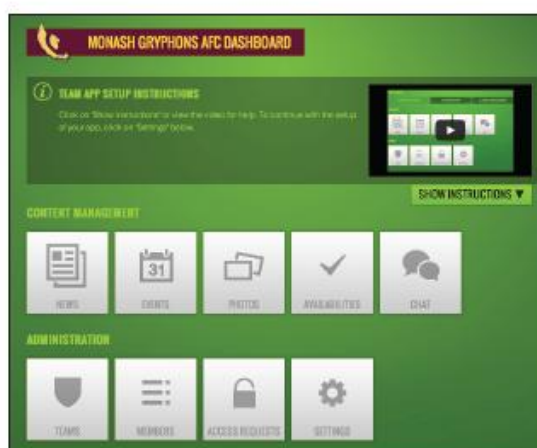 MONASH GRYPHONS AFC DASHBOARD
TEAM APP SETUP INSTRUCTIONS
Click on "Show instructions" to view the video for help. To continue with the setup
of your app, click on "Settings" below.
SHOW INSTRUCTIONS ▼
CONTENT MANAGEMENT
31
NEWS
EVENTS
PHOTOS
AVAILABILITIES
CHAT
ADMINISTRATION
TEAMS
MEMBERS
ACCESS REQUESTS
SETTINGS